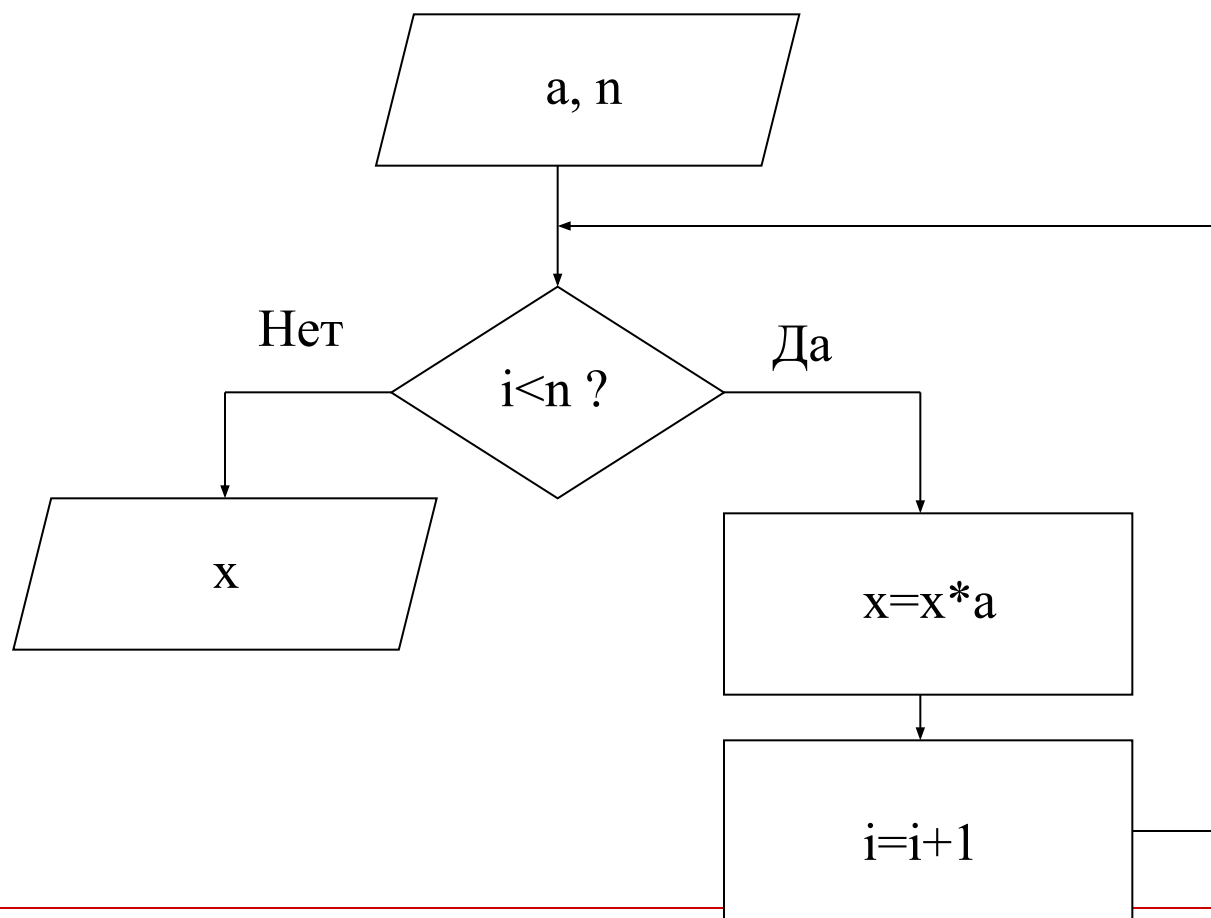 a, n
Нет
Да
i<n ?
x
x=x*a
i=i+1